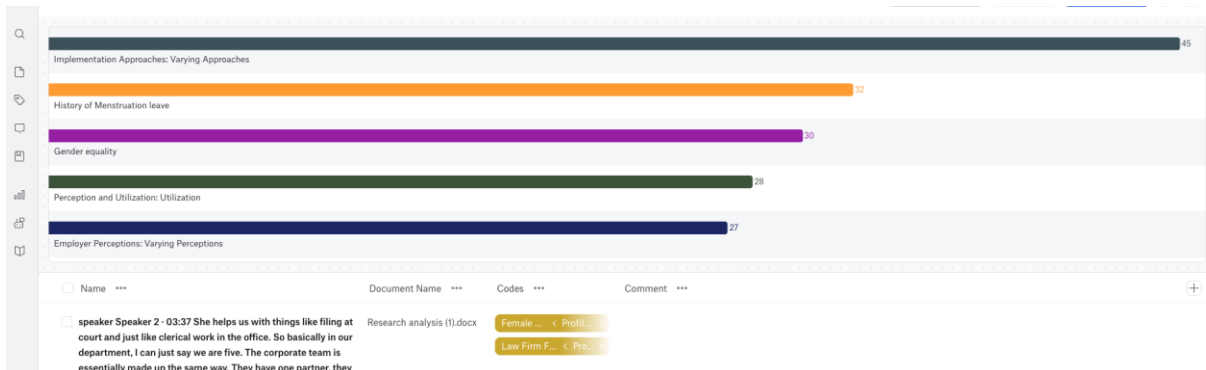 45
Implementation Approaches: Varying Approaches
32
History of Menstruation leave
30
Gender equality
28
Perception and Utilization: Utilization
27
Employer Perceptions: Varying Perceptions
Name ••• Document Name ••• Codes ••• Comment •••
speaker Speaker 2 - 03:37 She helps us with things like filing at Research analysis (1).docx Female ... < Profil...
court and just like clerical work in the office. So basically in our
department, I can just say we are five. The corporate team is Law Firm F... < Pro...
essentially made up the same way. They have one partner, they